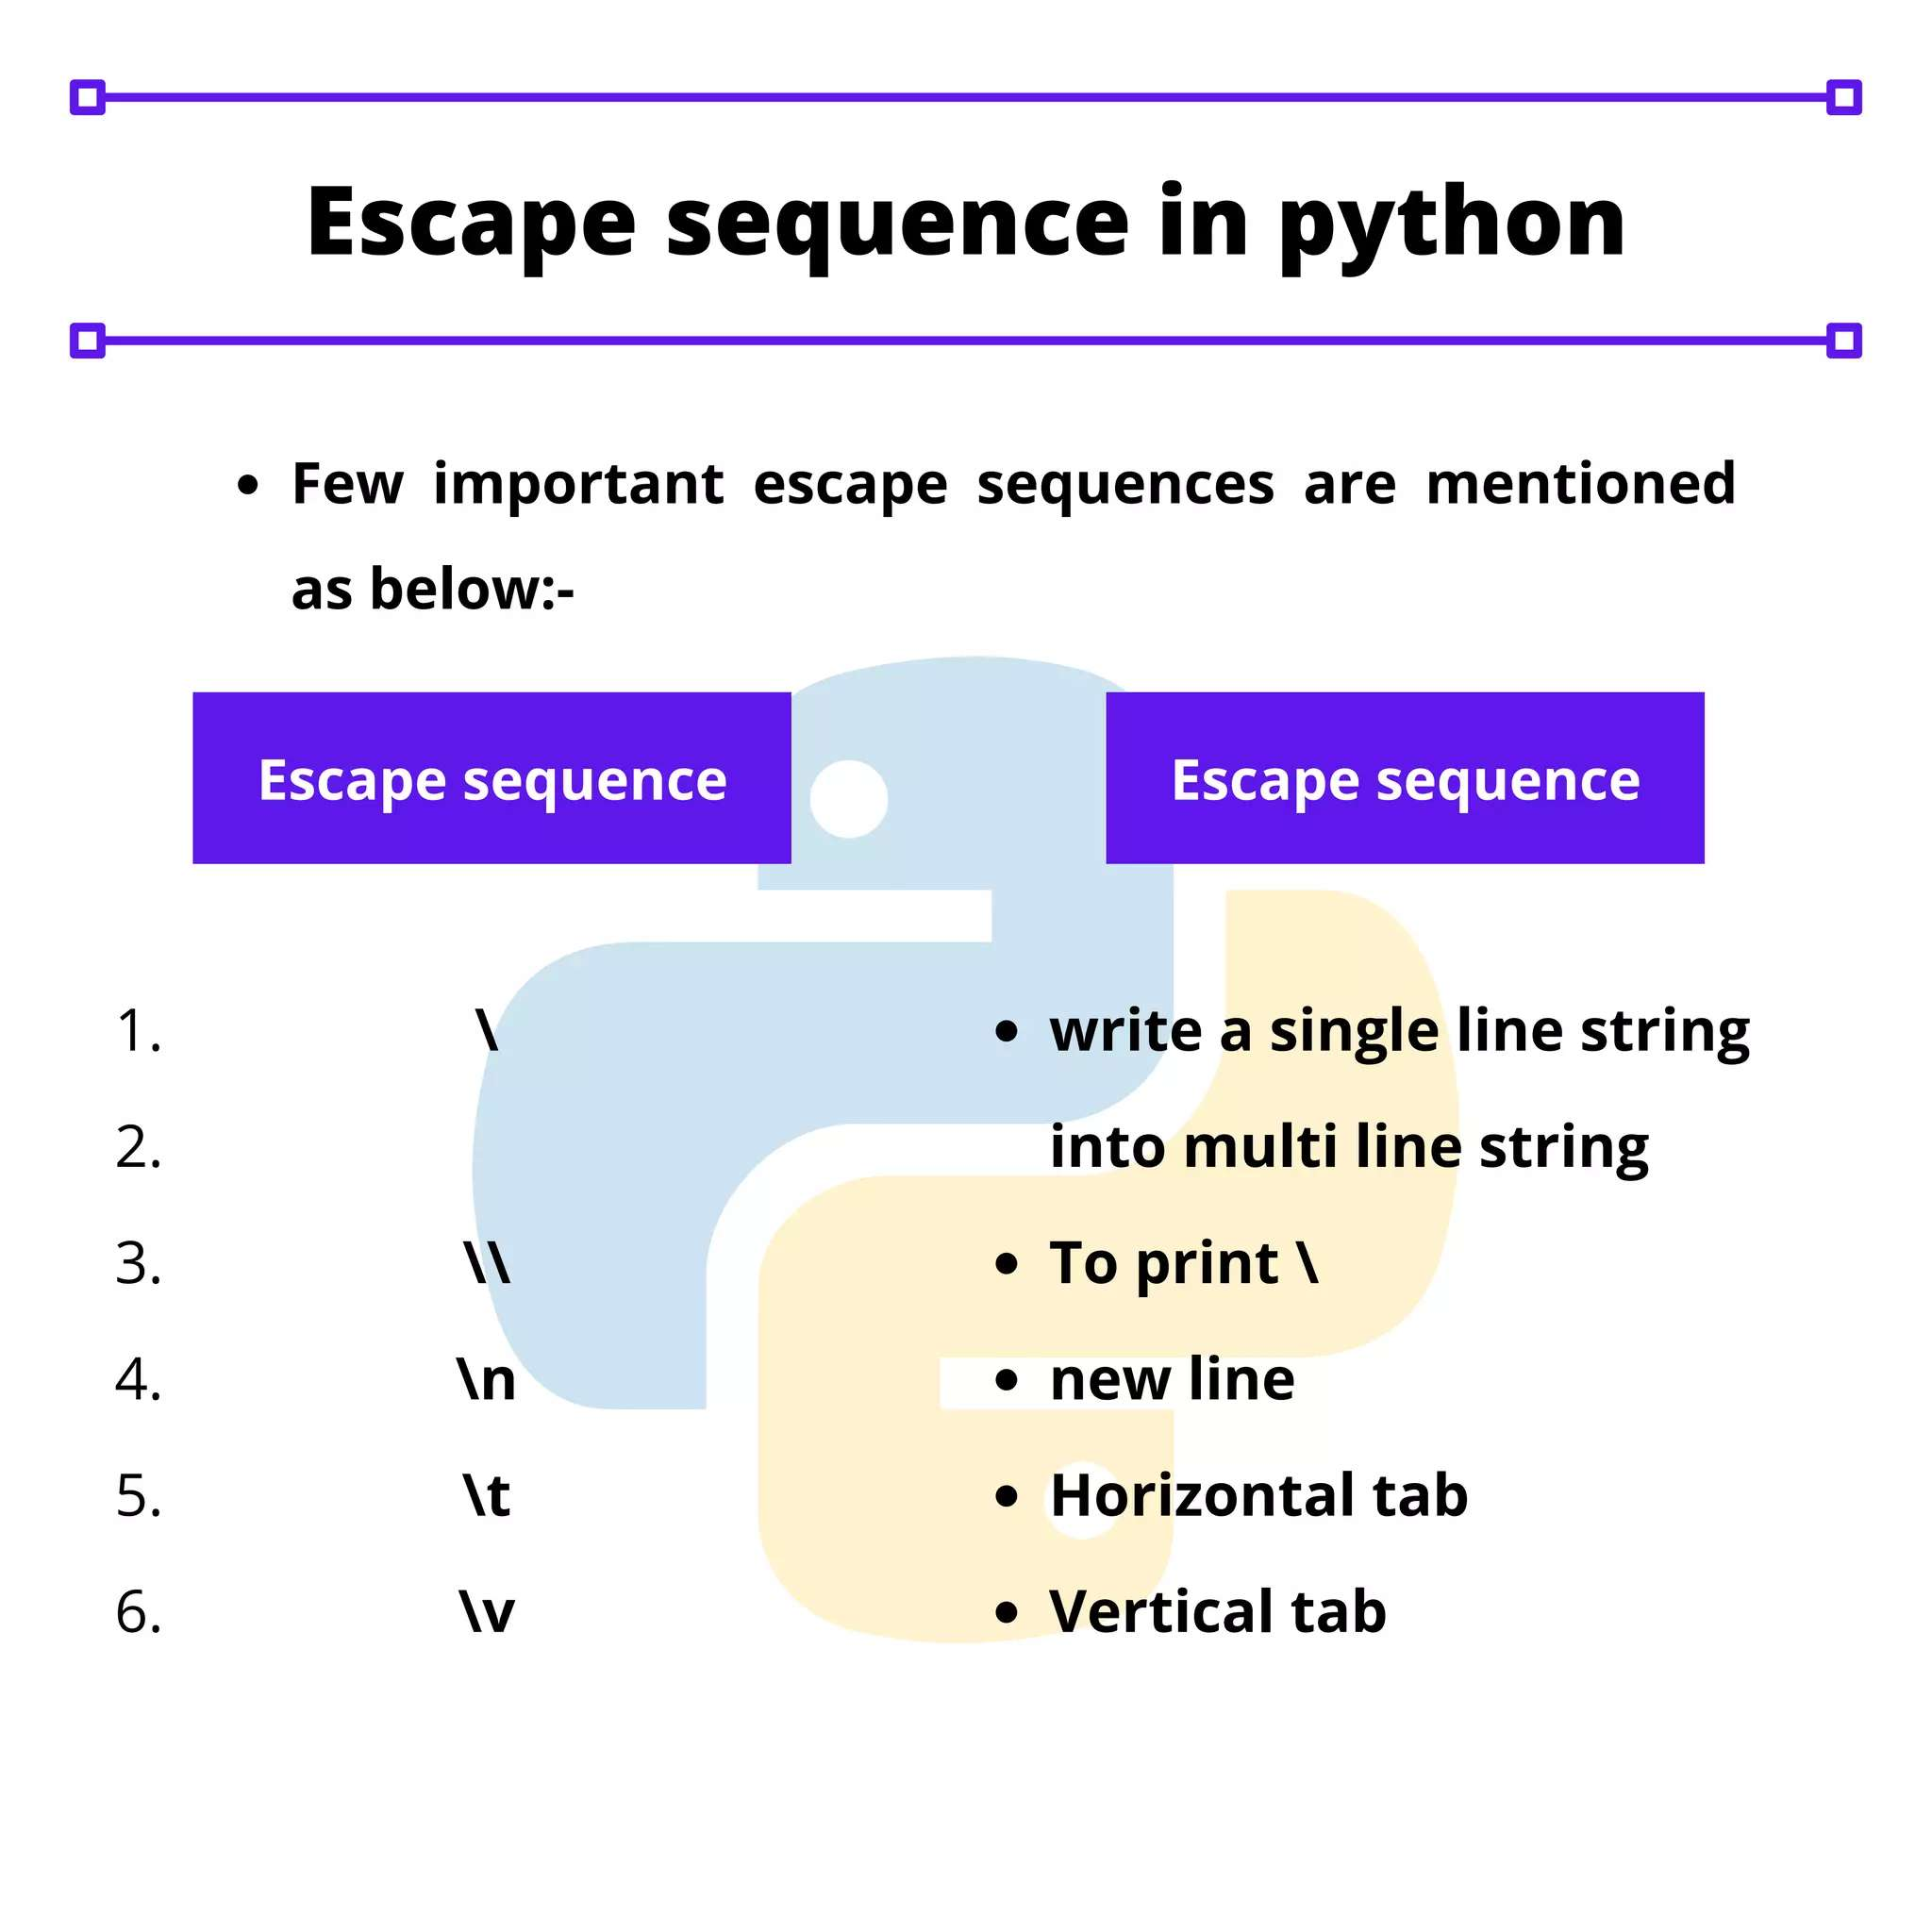 Escape sequence in python
• Few important escape sequences are mentioned
as below:-
Escape sequence Escape sequence
1. \ • write a single line string
2. into multi line string
3. \\ • To print \
4. \n • new line
5. \t • Horizontal tab
6. \v • Vertical tab